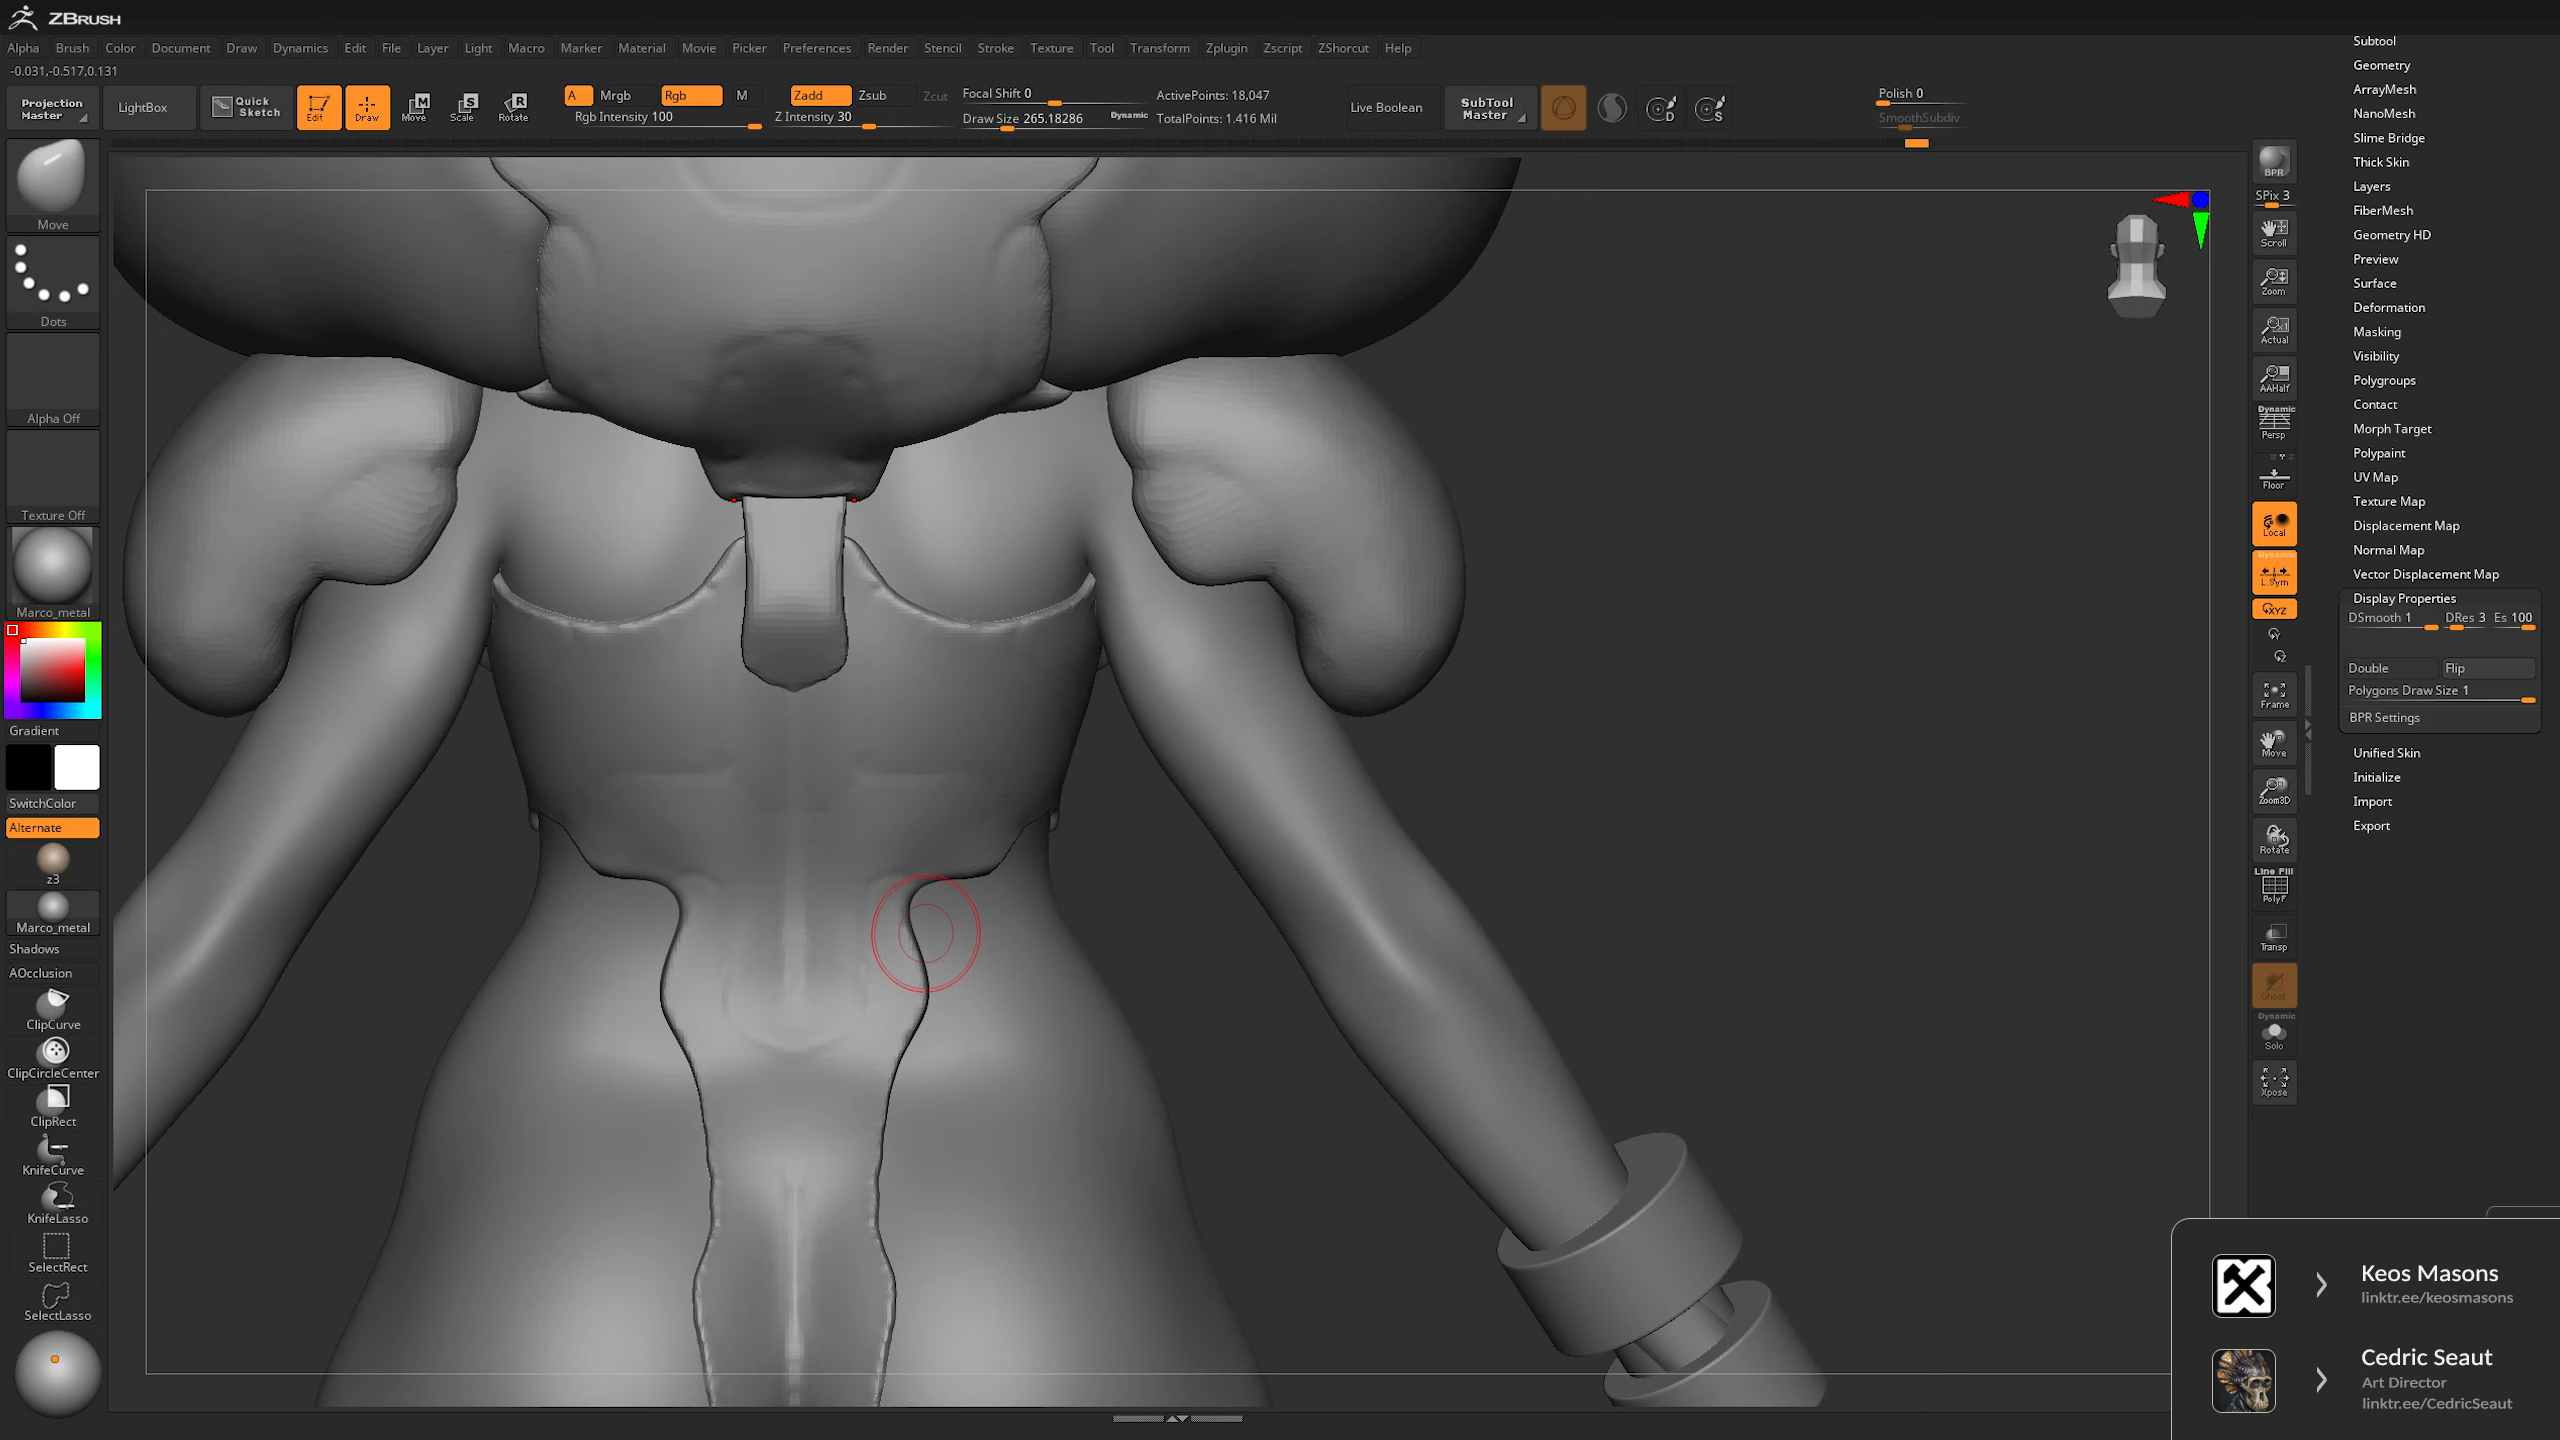 ZBRUSH
Alpha Brush Color Document Draw Dynamics Edit File Layer Light Macro Marker Material Movie Picker Preferences Render Stencil Stroke Texture Tool Transform Zplugin Zscript ZShorcut Help
-0.031,-0.517,0.131
Projection Master
LightBox
Quick Sketch
Edit
Draw
Move
Scale
Rotate
A Mrgb Rgb M
Rgb Intensity 100
Zadd Zsub Zcut
Z Intensity 30
Focal Shift 0
Draw Size 265.18286 Dynamic
ActivePoints: 18,047
TotalPoints: 1.416 Mil
Live Boolean
SubTool Master
D
S
Polish 0
SmoothSubdiv
Move
Dots
Alpha Off
Texture Off
Marco_metal
Gradient
SwitchColor
Alternate
z3
Marco_metal
Shadows
AOcclusion
ClipCurve
ClipCircleCenter
ClipRect
KnifeCurve
KnifeLasso
SelectRect
SelectLasso
BPR
SPix 3
Scroll
Zoom
Actual
AAHalf
Dynamic
Persp
Floor
Local
Dynamic
L.Sym
XYZ
Y
Z
Frame
Move
Zoom3D
Rotate
Line Fill
PolyF
Transp
Ghost
Dynamic
Solo
Xpose
Subtool
Geometry
ArrayMesh
NanoMesh
Slime Bridge
Thick Skin
Layers
FiberMesh
Geometry HD
Preview
Surface
Deformation
Masking
Visibility
Polygroups
Contact
Morph Target
Polypaint
UV Map
Texture Map
Displacement Map
Normal Map
Vector Displacement Map
Display Properties
DSmooth 1 DRes 3 Es 100
Double Flip
Polygons Draw Size 1
BPR Settings
Unified Skin
Initialize
Import
Export
Keos Masons
linktr.ee/keosmasons
Cedric Seaut
Art Director
linktr.ee/CedricSeaut